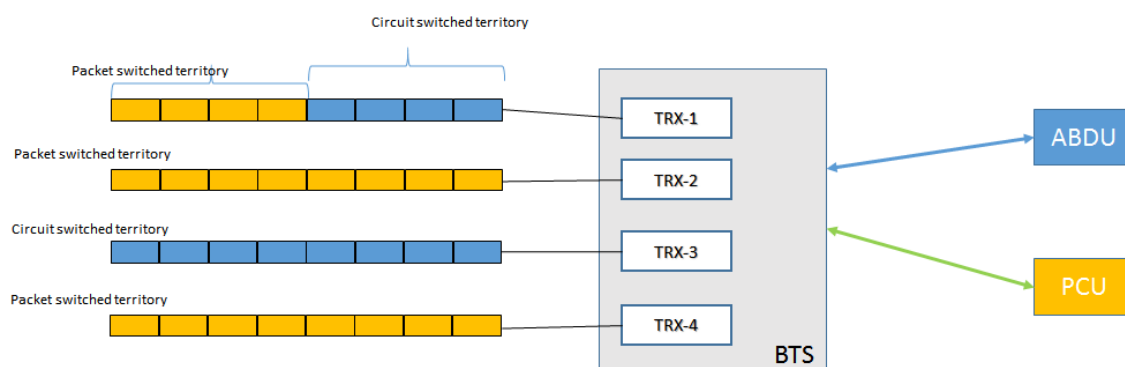 Circuit switched territory
Packet switched territory
TRX-1
ABDU
Packet switched territory
TRX-2
Circuit switched territory
TRX-3
PCU
Packet switched territory
TRX-4
BTS